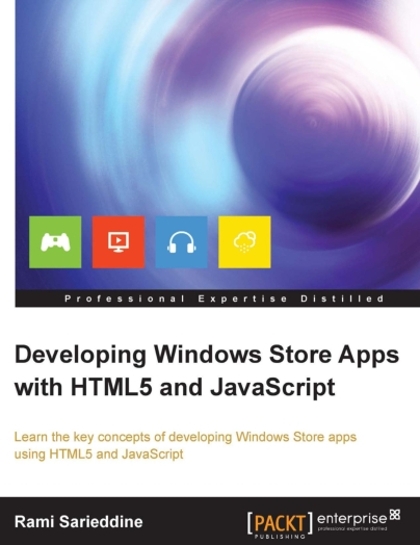 Professional Expertise Distilled
Developing Windows Store Apps
with HTML5 and JavaScript
Learn the key concepts of developing Windows Store apps
using HTML5 and JavaScript
Rami Sarieddine
[PACKT]
PUBLISHING
enterprise
professional expertise distilled